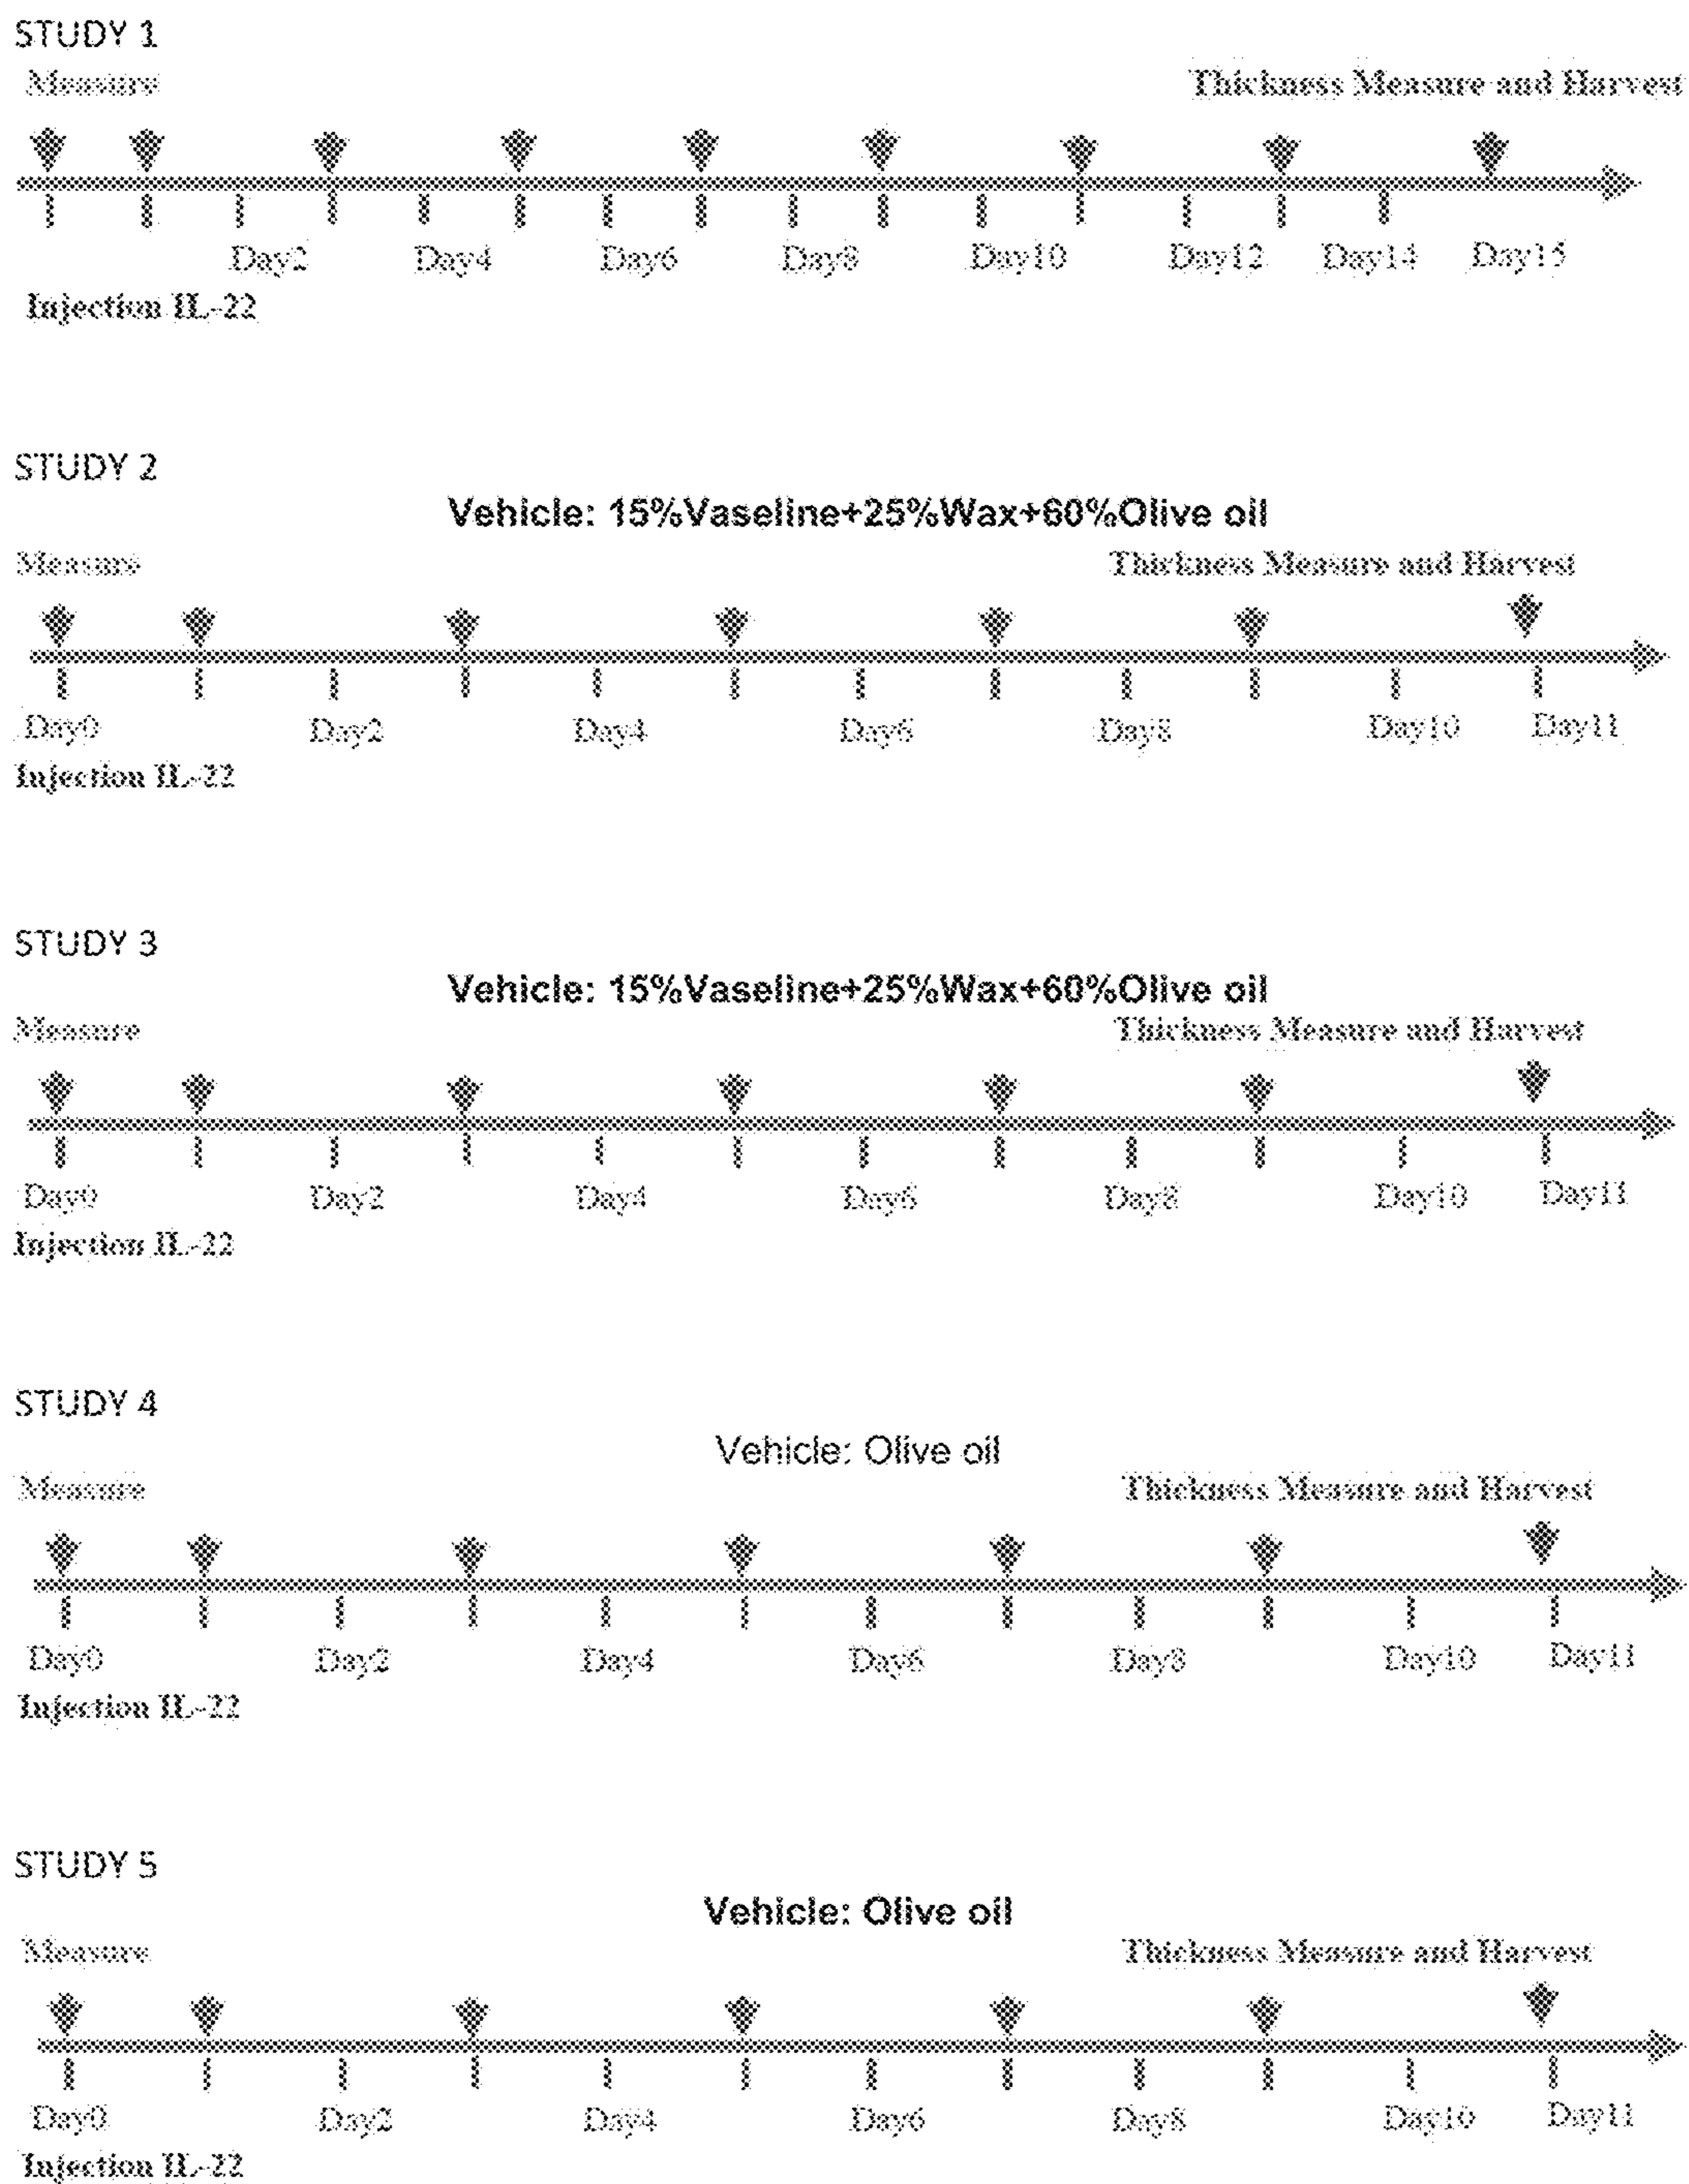 STUDY 1
Measure Thickness Measure and Harvest
Day2 Day4 Day6 Day8 Day10 Day12 Day14 Day15
Injection IL-22
STUDY 2
Vehicle: 15%Vaseline+25%Wax+60%Olive oil
Measure Thickness Measure and Harvest
Day0 Day2 Day4 Day6 Day8 Day10 Day11
Injection IL-22
STUDY 3
Vehicle: 15%Vaseline+25%Wax+60%Olive oil
Measure Thickness Measure and Harvest
Day0 Day2 Day4 Day6 Day8 Day10 Day11
Injection IL-22
STUDY 4
Vehicle: Olive oil
Measure Thickness Measure and Harvest
Day0 Day2 Day4 Day6 Day8 Day10 Day11
Injection IL-22
STUDY 5
Vehicle: Olive oil
Measure Thickness Measure and Harvest
Day0 Day2 Day4 Day6 Day8 Day10 Day11
Injection IL-22